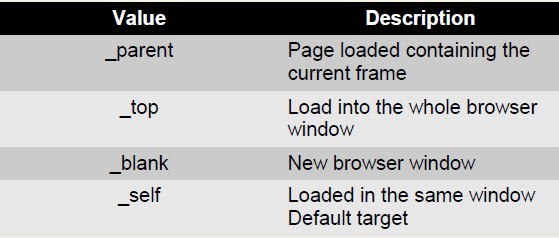 Value Description
_parent Page loaded containing the
current frame
_top Load into the whole browser
window
_blank New browser window
_self Loaded in the same window
Default target